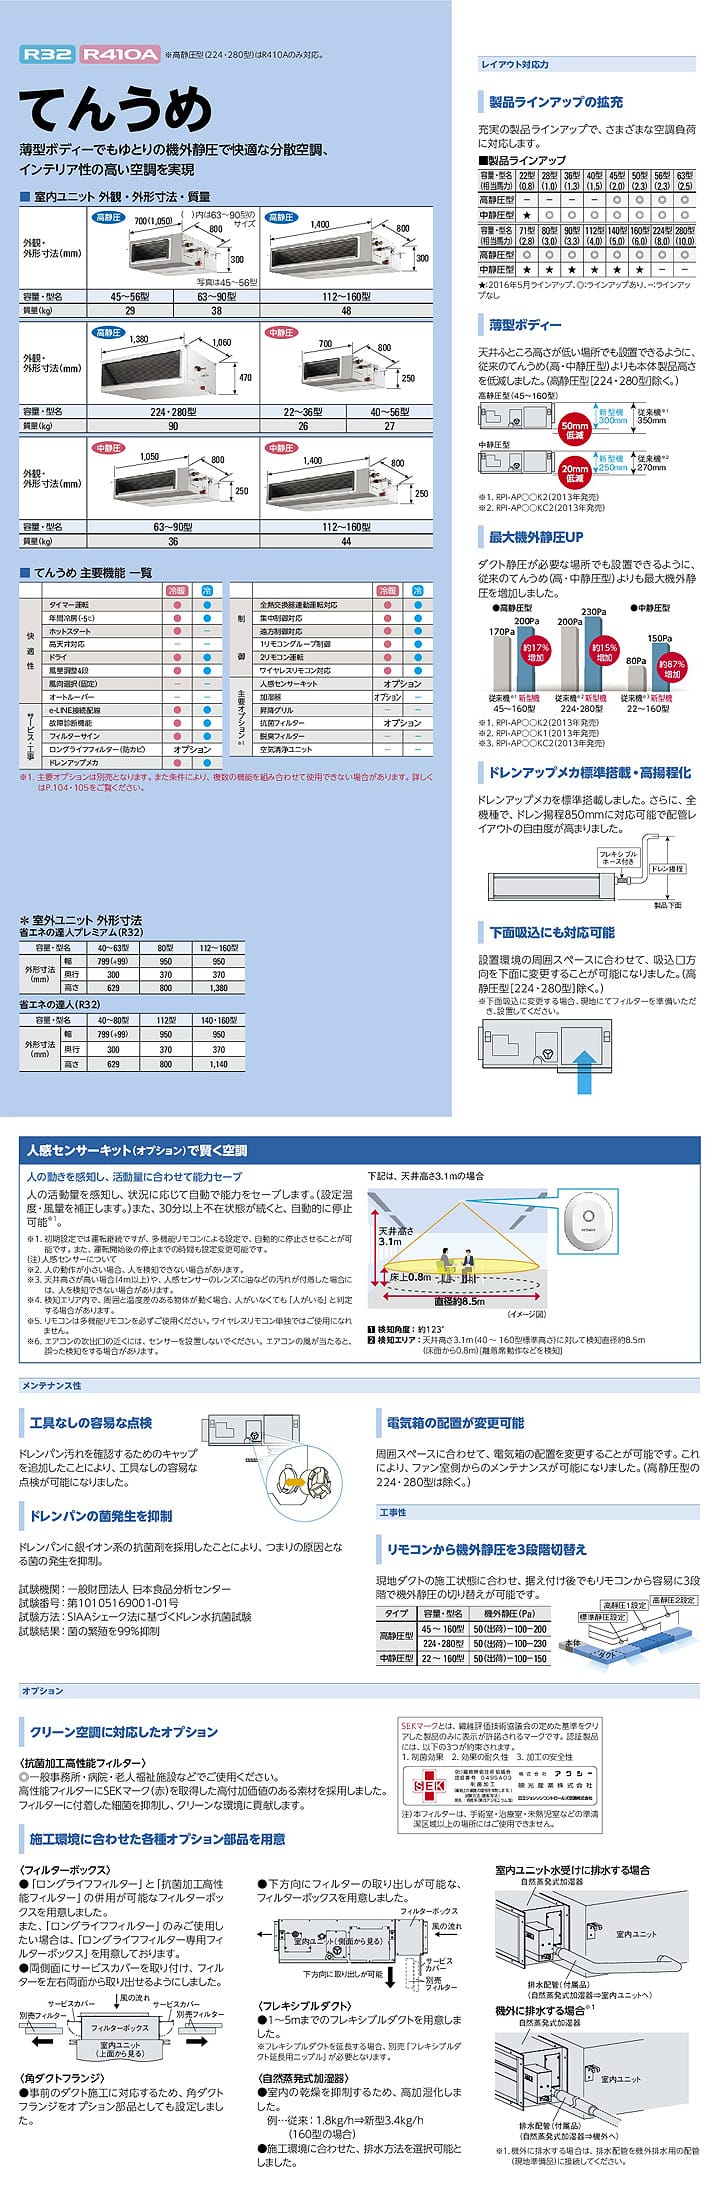 R32 R410A ※高静圧型(224・280型)はR410Aのみ対応。
てんうめ
薄型ボディーでもゆとりの機外静圧で快適な分散空調、
インテリア性の高い空調を実現
■ 室内ユニット 外観・外形寸法・質量
外観・
外形寸法(mm)
高静圧
700(1,050)
( )内は63〜90型の
サイズ
800
300
写真は45〜56型
高静圧
1,400
800
300
容量・型名 45〜56型 63〜90型 112〜160型
質量(kg) 29 38 48
外観・
外形寸法(mm)
高静圧
1,380
1,060
470
中静圧
700
800
250
容量・型名 224・280型 22〜36型 40〜56型
質量(kg) 90 26 27
外観・
外形寸法(mm)
中静圧
1,050
800
250
中静圧
1,400
800
250
容量・型名 63〜90型 112〜160型
質量(kg) 36 44
■ てんうめ 主要機能 一覧
冷暖 冷
快適性
タイマー運転 ● ●
年間冷房(-5℃) ● ●
ホットスタート ● −
高天井対応 − −
ドライ ● ●
風量調整4段 ● ●
風向選択(固定) − −
オートルーバー − −
サービス・工事
e-LINE接続配線 ● ●
故障診断機能 ● ●
フィルターサイン ● ●
ロングライフフィルター(防カビ) オプション
ドレンアップメカ ● ●
冷暖 冷
制御
全熱交換器連動運転対応 ● ●
集中制御対応 ● ●
遠方制御対応 ● ●
1リモコングループ制御 ● ●
2リモコン運転 ● ●
ワイヤレスリモコン対応 ● ●
主要オプション※1
人感センサーキット オプション
加湿器 オプション −
昇降グリル − −
抗菌フィルター オプション
脱臭フィルター − −
空気清浄ユニット − −
※1. 主要オプションは別売となります。また条件により、複数の機能を組み合わせて使用できない場合があります。詳しく
はP.104・105をご覧ください。
＊ 室外ユニット 外形寸法
省エネの達人プレミアム(R32)
容量・型名 40〜63型 80型 112〜160型
外形寸法
(mm)
幅 799(+99) 950 950
奥行 300 370 370
高さ 629 800 1,380
省エネの達人(R32)
容量・型名 40〜80型 112型 140・160型
外形寸法
(mm)
幅 799(+99) 950 950
奥行 300 370 370
高さ 629 800 1,140
レイアウト対応力
製品ラインアップの拡充
充実の製品ラインアップで、さまざまな空調負荷
に対応します。
■製品ラインアップ
容量・型名 22型 28型 36型 40型 45型 50型 56型 63型
(相当馬力) (0.8) (1.0) (1.3) (1.5) (2.0) (2.3) (2.3) (2.5)
高静圧型 − − − − ◎ ◎ ◎ ◎
中静圧型 ★ ◎ ◎ ◎ ◎ ◎ ◎ ◎
容量・型名 71型 80型 90型 112型 140型 160型 224型 280型
(相当馬力) (2.8) (3.0) (3.3) (4.0) (5.0) (6.0) (8.0) (10.0)
高静圧型 ◎ ◎ ◎ ◎ ◎ ◎ ◎ ◎
中静圧型 ★ ★ ★ ★ ★ ★ − −
★:2016年5月ラインアップ、◎:ラインアップあり、−:ラインアッ
プなし
薄型ボディー
天井ふところ高さが低い場所でも設置できるように、
従来のてんうめ(高・中静圧型)よりも本体製品高さ
を低減しました。(高静圧型[224・280型]除く。)
高静圧型(45〜160型)
50mm
低減
新型機
300mm
従来機※1
350mm
中静圧型
20mm
低減
新型機
250mm
従来機※2
270mm
※1. RPI-AP○○K2(2013年発売)
※2. RPI-AP○○KC2(2013年発売)
最大機外静圧UP
ダクト静圧が必要な場所でも設置できるように、
従来のてんうめ(高・中静圧型)よりも最大機外静
圧を増加しました。
●高静圧型
●中静圧型
170Pa 200Pa 約17%増加
200Pa 230Pa 約15%増加
80Pa 150Pa 約87%増加
従来機※1 新型機 従来機※2 新型機 従来機※3 新型機
45〜160型 224・280型 22〜160型
※1. RPI-AP○○K2(2013年発売)
※2. RPI-AP○○K1(2013年発売)
※3. RPI-AP○○KC2(2013年発売)
ドレンアップメカ標準搭載・高揚程化
ドレンアップメカを標準搭載しました。さらに、全
機種で、ドレン揚程850mmに対応可能で配管レ
イアウトの自由度が高まりました。
フレキシブル
ホース付き
ドレン揚程
製品下面
下面吸込にも対応可能
設置環境の周囲スペースに合わせて、吸込口方
向を下面に変更することが可能になりました。(高
静圧型[224・280型]除く。)
※下面吸込に変更する場合、現地にてフィルターを準備いただ
き、設置してください。
人感センサーキット(オプション)で賢く空調
人の動きを感知し、活動量に合わせて能力セーブ
人の活動量を感知し、状況に応じて自動で能力をセーブします。(設定温
度・風量を補正します。)また、30分以上不在状態が続くと、自動的に停止
可能※1。
※1. 初期設定では運転継続ですが、多機能リモコンによる設定で、自動的に停止させることが可
能です。また、運転開始後の停止までの時間も設定変更可能です。
(注)人感センサーについて
※2. 人の動作が小さい場合、人を検知できない場合があります。
※3. 天井高さが高い場合(4m以上)や、人感センサーのレンズに油などの汚れが付着した場合に
は、人を検知できない場合があります。
※4. 検知エリア内で、周囲と温度差のある物体が動く場合、人がいなくても「人がいる」と判定
する場合があります。
※5. リモコンは多機能リモコンを必ずご使用ください。ワイヤレスリモコン単独ではご使用になれ
ません。
※6. エアコンの吹出口の近くには、センサーを設置しないでください。エアコンの風が当たると、
誤った検知をする場合があります。
下記は、天井高さ3.1mの場合
天井高さ
3.1m
床上0.8m
直径約8.5m
HITACHI
(イメージ図)
1 検知角度：約123°
2 検知エリア：天井高さ3.1m(40〜160型標準高さ)に対して検知直径約8.5m
(床面から0.8m)[離着席動作などを検知]
メンテナンス性
工具なしの容易な点検
ドレンパン汚れを確認するためのキャップ
を追加したことにより、工具なしの容易な
点検が可能になりました。
ドレンパンの菌発生を抑制
ドレンパンに銀イオン系の抗菌剤を採用したことにより、つまりの原因とな
る菌の発生を抑制。
試験機関：一般財団法人 日本食品分析センター
試験番号：第10105169001-01号
試験方法：SIAAシェーク法に基づくドレン水抗菌試験
試験結果：菌の繁殖を99%抑制
電気箱の配置が変更可能
周囲スペースに合わせて、電気箱の配置を変更することが可能です。これ
により、ファン室側からのメンテナンスが可能になりました。(高静圧型の
224・280型は除く。)
工事性
リモコンから機外静圧を3段階切替え
現地ダクトの施工状態に合わせ、据え付け後でもリモコンから容易に3段
階で機外静圧の切り替えが可能です。
タイプ 容量・型名 機外静圧(Pa)
高静圧型 45〜160型 50(出荷)−100−200
224・280型 50(出荷)−100−230
中静圧型 22〜160型 50(出荷)−100−150
高静圧2設定
高静圧1設定
標準静圧設定
本体
ダクト
オプション
クリーン空調に対応したオプション
〈抗菌加工高性能フィルター〉
◎一般事務所・病院・老人福祉施設などでご使用ください。
高性能フィルターにSEKマーク(赤)を取得した高付加価値のある素材を採用しました。
フィルターに付着した細菌を抑制し、クリーンな環境に貢献します。
SEKマークとは、繊維評価技術協議会の定めた基準をクリ
アした製品のみに表示が許諾されるマークです。認証製品
には、以下の3つが約束されます。
1. 制菌効果 2. 効果の耐久性 3. 加工の安全性
SEK
制菌加工
株式会社 アクシー
映光産業株式会社
注)本フィルターは、手術室・治療室・未熟児室などの準清
潔区域以上の場所にはご使用できません。
施工環境に合わせた各種オプション部品を用意
〈フィルターボックス〉
●「ロングライフフィルター」と「抗菌加工高性
能フィルター」の併用が可能なフィルターボッ
クスを用意しました。
また、「ロングライフフィルター」のみご使用し
たい場合は、「ロングライフフィルター専用フィ
ルターボックス」を用意しております。
●両側面にサービスカバーを取り付け、フィル
ターを左右両面から取り出せるようにしました。
風の流れ
サービスカバー
サービスカバー
別売フィルター
別売フィルター
フィルターボックス
室内ユニット
(上面から見る)
〈角ダクトフランジ〉
●事前のダクト施工に対応するため、角ダクト
フランジをオプション部品としても設定しまし
た。
●下方向にフィルターの取り出しが可能な、
フィルターボックスを用意しました。
フィルターボックス
風の流れ
室内ユニット(側面から見る)
サービス
カバー
下方向に取り出しが可能
別売
フィルター
〈フレキシブルダクト〉
●1〜5mまでのフレキシブルダクトを用意しま
した。
※フレキシブルダクトを延長する場合、別売「フレキシブルダ
クト延長用ニップル」が必要となります。
〈自然蒸発式加湿器〉
●室内の乾燥を抑制するため、高加湿化しま
した。
例…従来：1.8kg/h⇒新型3.4kg/h
(160型の場合)
●施工環境に合わせた、排水方法を選択可能と
しました。
室内ユニット水受けに排水する場合
自然蒸発式加湿器
室内ユニット
排水配管(付属品)
(自然蒸発式加湿器⇒室内ユニットへ)
機外に排水する場合※1
自然蒸発式加湿器
室内ユニット
排水配管(付属品)
(自然蒸発式加湿器⇒機外へ)
※1. 機外に排水する場合は、排水配管を機外排水用の配管
(現地準備品)に接続してください。